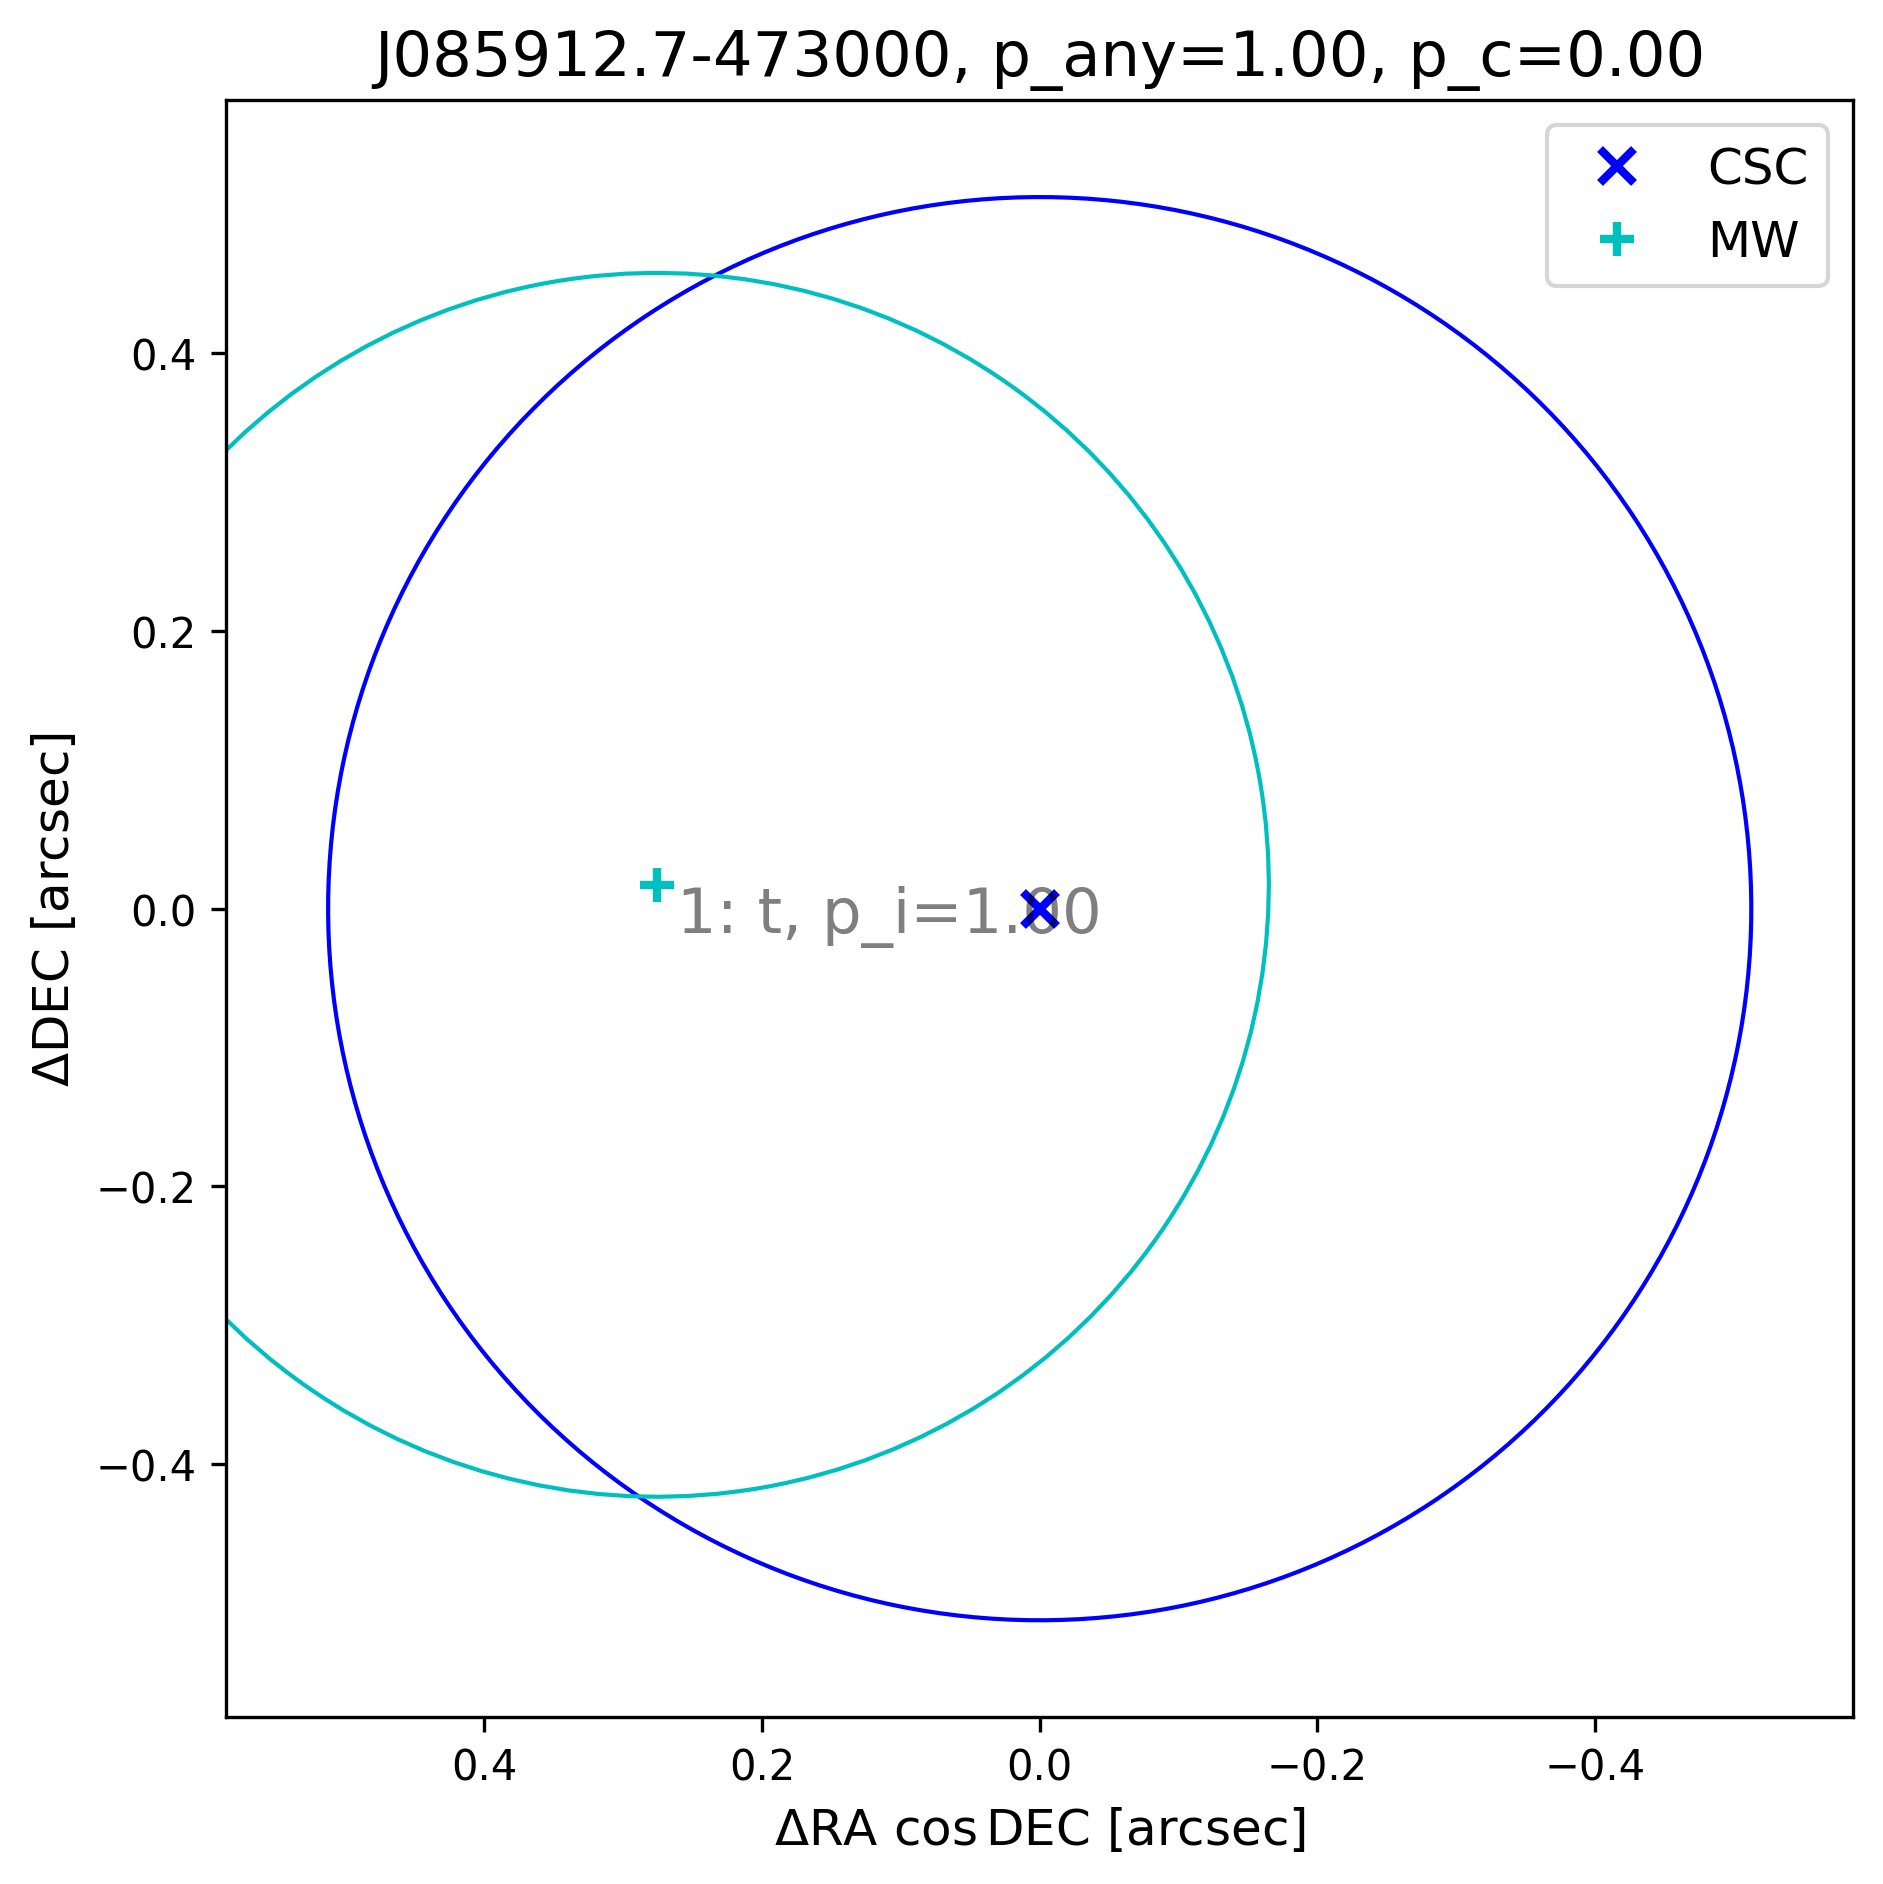 J085912.7-473000, p_any=1.00, p_c=0.00
CSC
MW
0.4
0.2
0.0
−0.2
−0.4
ΔDEC [arcsec]
1: t, p_i=1.00
0.4
0.2
0.0
−0.2
−0.4
ΔRA cos DEC [arcsec]